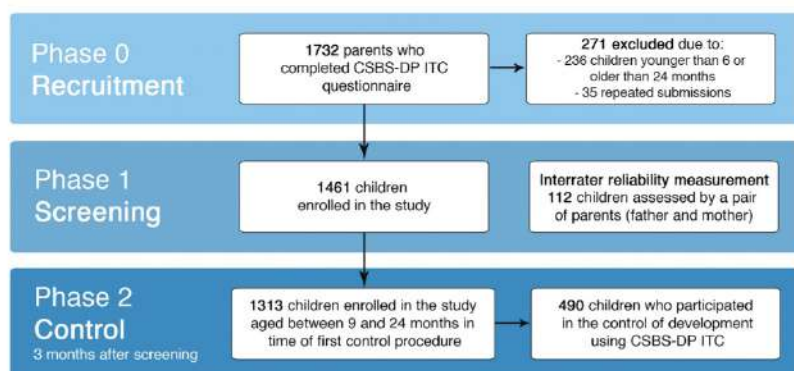 Phase 0
Recruitment
1732 parents who
completed CSBS-DP ITC
questionnaire
271 excluded due to:
- 236 children younger than 6 or
older than 24 months
- 35 repeated submissions
Phase 1
Screening
1461 children
enrolled in the study
Interrater reliability measurement
112 children assessed by a pair
of parents (father and mother)
Phase 2
Control
3 months after screening
1313 children enrolled in the study
aged between 9 and 24 months in
time of first control procedure
490 children who participated
in the control of development
using CSBS-DP ITC